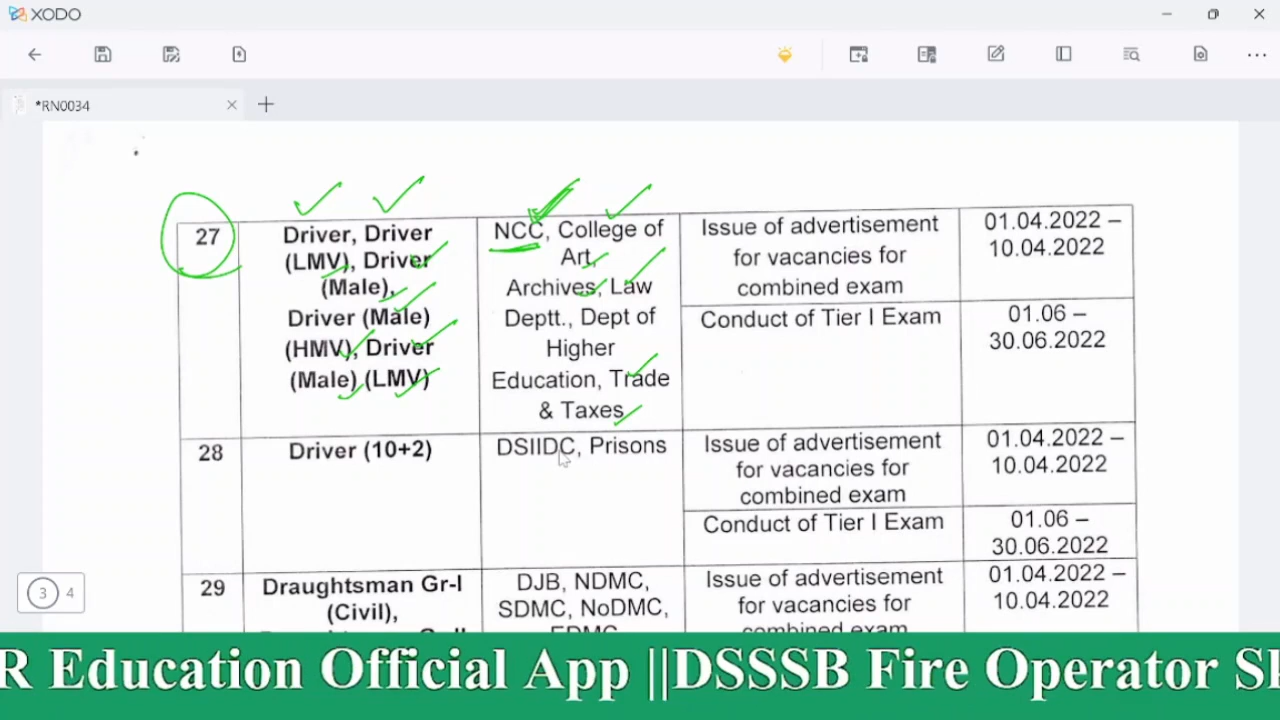 XODO
*RN0034
27
Driver, Driver
(LMV), Driver
(Male),
Driver (Male)
(HMV), Driver
(Male) (LMV)
NCC, College of
Art,
Archives, Law
Deptt., Dept of
Higher
Education, Trade
& Taxes
Issue of advertisement
for vacancies for
combined exam
01.04.2022 –
10.04.2022
Conduct of Tier I Exam
01.06 –
30.06.2022
28
Driver (10+2)
DSIIDC, Prisons
Issue of advertisement
for vacancies for
combined exam
01.04.2022 –
10.04.2022
Conduct of Tier I Exam
01.06 –
30.06.2022
29
Draughtsman Gr-I
(Civil),
DJB, NDMC,
SDMC, NoDMC,
EDMC
Issue of advertisement
for vacancies for
combined exam
01.04.2022 –
10.04.2022
3 4
R Education Official App ||DSSSB Fire Operator